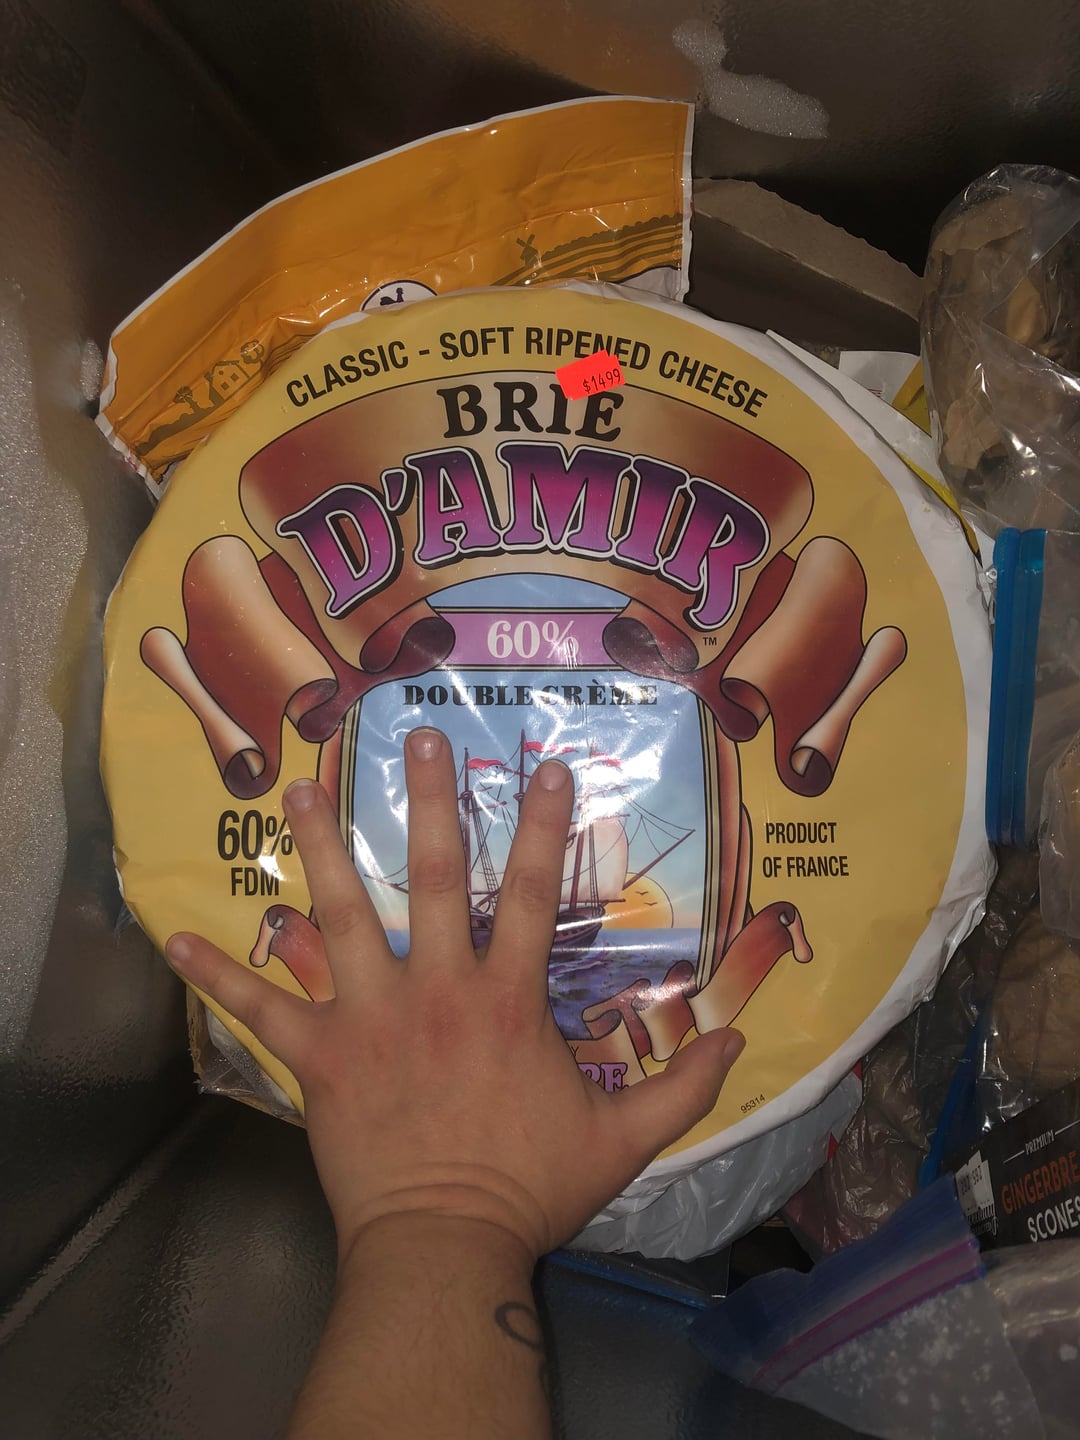 CLASSIC - SOFT RIPENED CHEESE
$14.99
BRIE
D'AMIR
TM
60%
DOUBLE CRÈME
60%
FDM
PRODUCT
OF FRANCE
95314
PREMIUM
GINGERBRE
SCONES